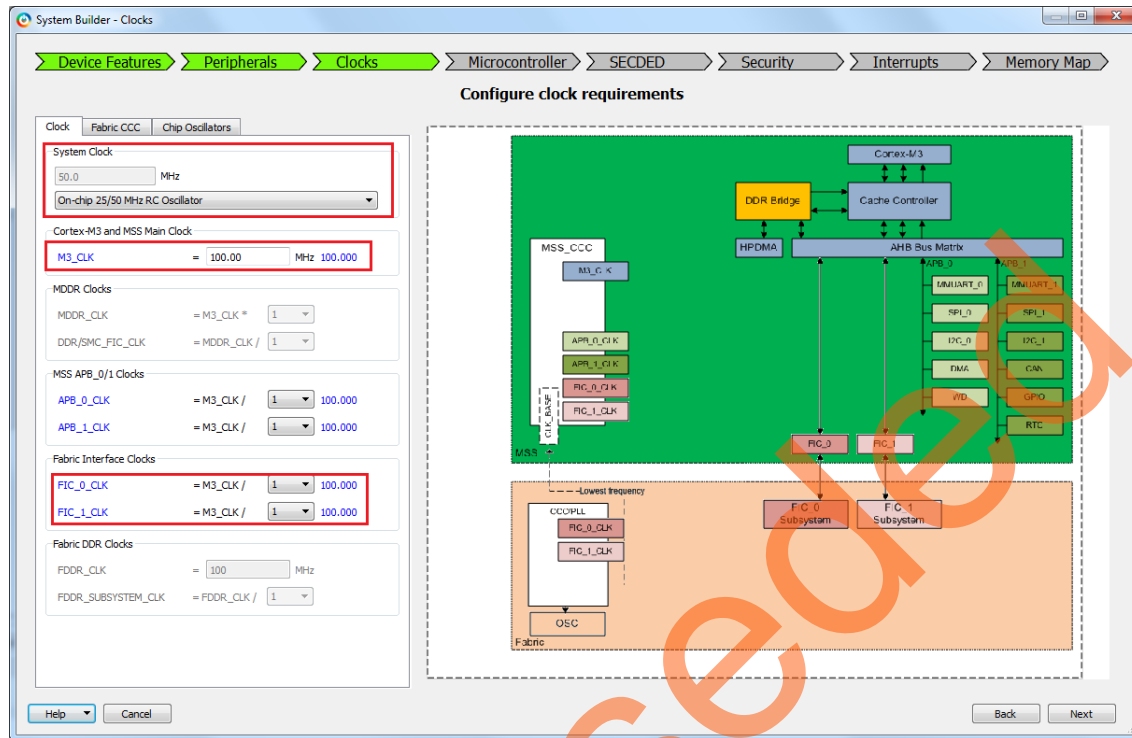 System Builder - Clocks
Device Features
Peripherals
Clocks
Microcontroller
SECDED
Security
Interrupts
Memory Map
Configure clock requirements
Clock
Fabric CCC
Chip Oscillators
System Clock
50.0 MHz
On-chip 25/50 MHz RC Oscillator
Cortex-M3 and MSS Main Clock
M3_CLK = 100.00 MHz 100.000
MDDR Clocks
MDDR_CLK = M3_CLK * 1
DDR/SMC_FIC_CLK = MDDR_CLK / 1
MSS APB_0/1 Clocks
APB_0_CLK = M3_CLK / 1 100.000
APB_1_CLK = M3_CLK / 1 100.000
Fabric Interface Clocks
FIC_0_CLK = M3_CLK / 1 100.000
FIC_1_CLK = M3_CLK / 1 100.000
Fabric DDR Clocks
FDDR_CLK = 100 MHz
FDDR_SUBSYSTEM_CLK = FDDR_CLK / 1
Cortex-M3
DDR Bridge
Cache Controller
HPDMA
AHB Bus Matrix
MSS_CCC
M3_CLK
APB_0_CLK
APB_1_CLK
FIC_0_CLK
FIC_1_CLK
CLK_BASE
MSS
APB_0
APB_1
MMUART_0
MMUART_1
SPI_0
SPI_1
I2C_0
I2C_1
DMA
CAN
WD
GPIO
RTC
FIC_0
FIC_1
Lowest frequency
CCC/PLL
FIC_0_CLK
FIC_1_CLK
FIC_0
Subsystem
FIC_1
Subsystem
OSC
Fabric
Help
Cancel
Back
Next